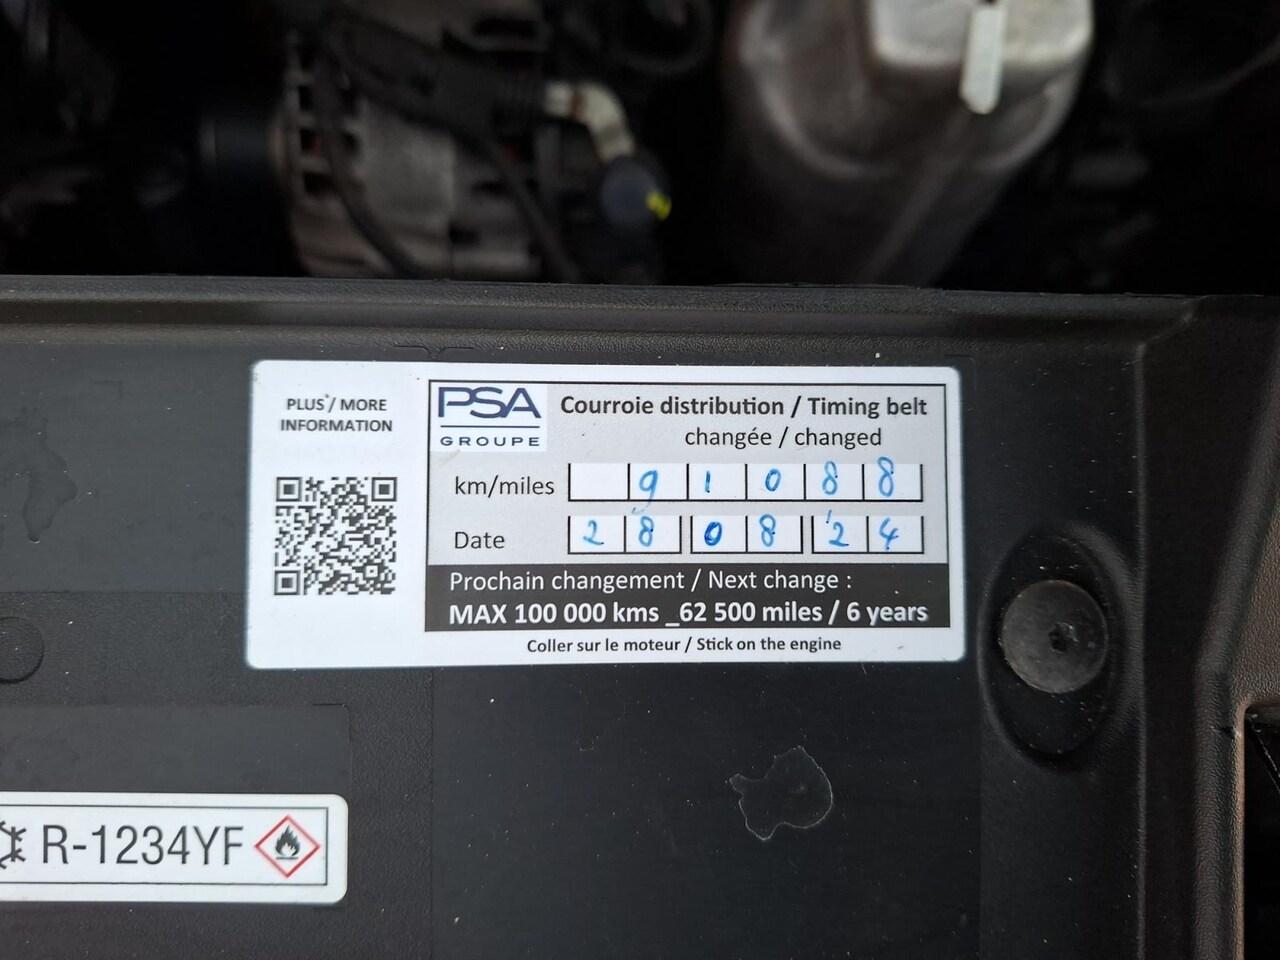 PLUS / MORE
INFORMATION
PSA
GROUPE
Courroie distribution / Timing belt
changée / changed
km/miles 91088
Date 28 08 24
Prochain changement / Next change :
MAX 100 000 kms _62 500 miles / 6 years
Coller sur le moteur / Stick on the engine
R-1234YF